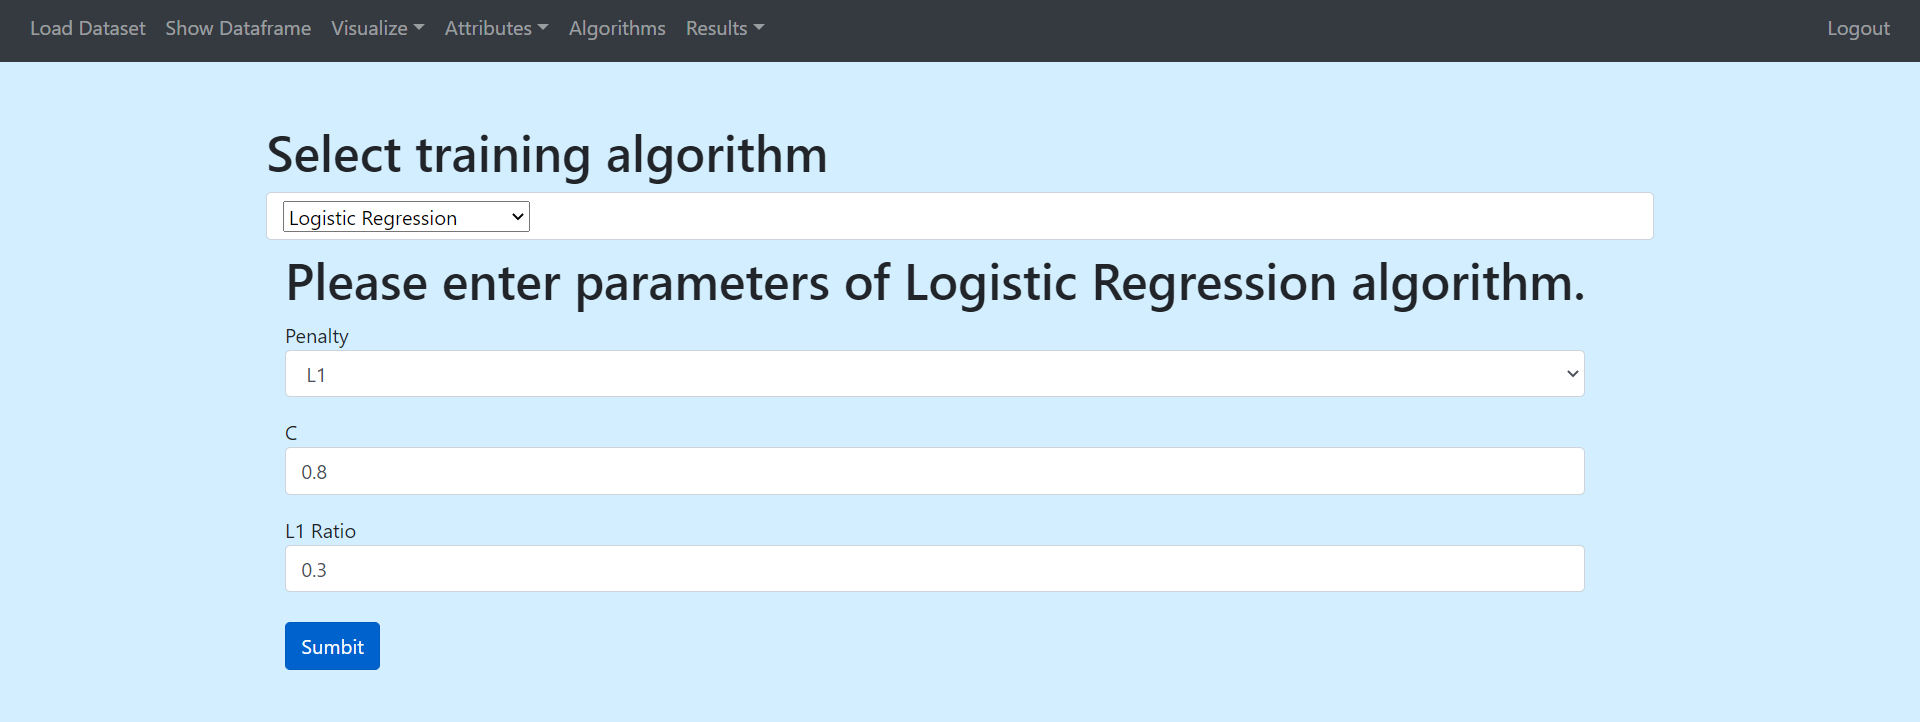 Load Dataset Show Dataframe Visualize Attributes Algorithms Results Logout
Select training algorithm
Logistic Regression
Please enter parameters of Logistic Regression algorithm.
Penalty
L1
C
0.8
L1 Ratio
0.3
Sumbit